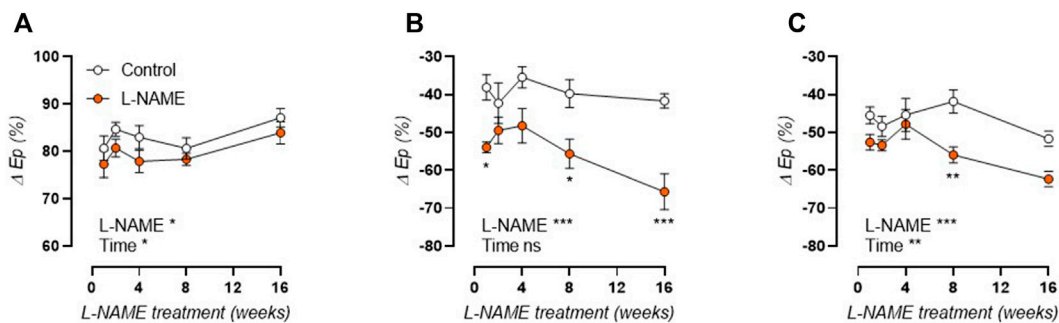 A
B
C
100
90
80
70
60
Δ Ep (%)
Control
L-NAME
L-NAME *
Time *
0 4 8 12 16
L-NAME treatment (weeks)
-30
-40
-50
-60
-70
-80
Δ Ep (%)
*
*
***
L-NAME ***
Time ns
0 4 8 12 16
L-NAME treatment (weeks)
-30
-40
-50
-60
-70
-80
Δ Ep (%)
**
L-NAME ***
Time **
0 4 8 12 16
L-NAME treatment (weeks)